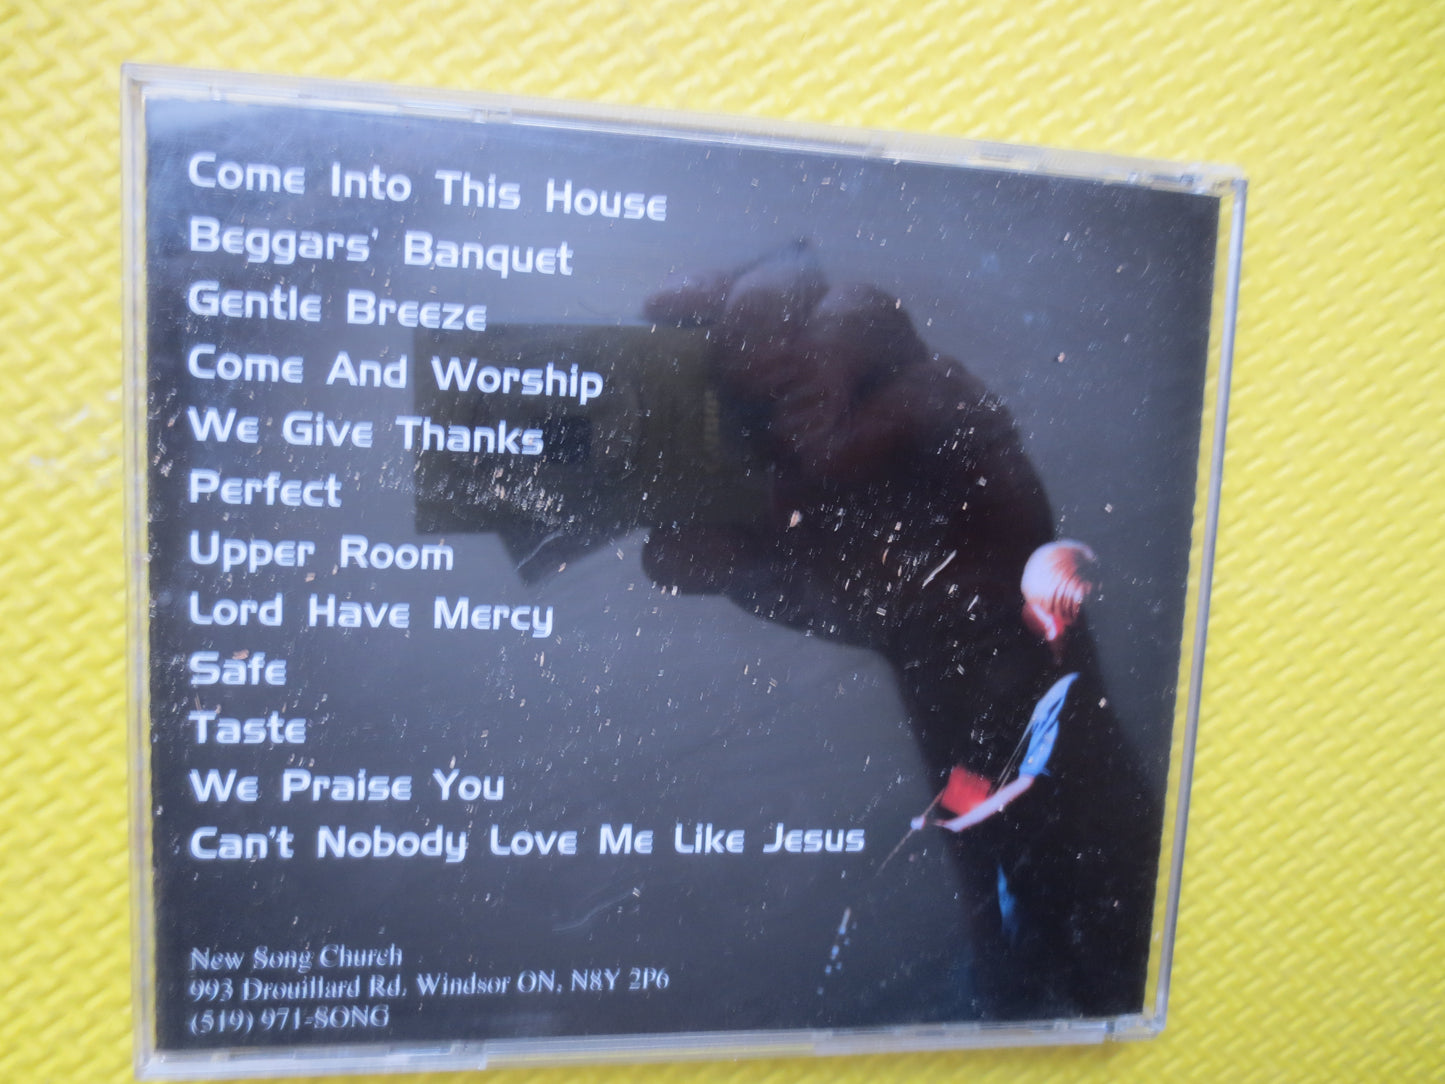 Come Into This House
Beggars' Banquet
Gentle Breeze
Come And Worship
We Give Thanks
Perfect
Upper Room
Lord Have Mercy
Safe
Taste
We Praise You
Can't Nobody Love Me Like Jesus
New Song Church
993 Drouillard Rd. Windsor ON, N8Y 2P6
(519) 971-SONG